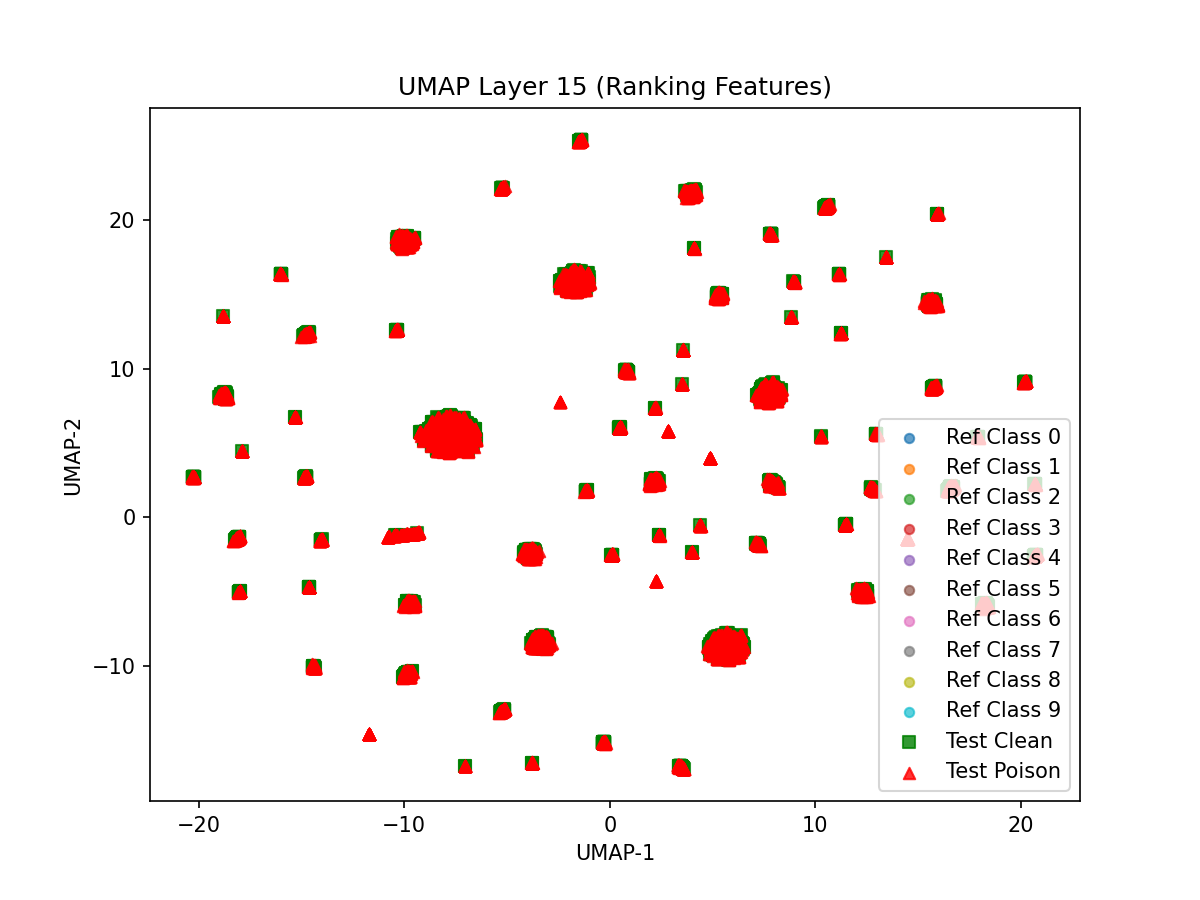 UMAP Layer 15 (Ranking Features)
UMAP-2
20
10
0
−10
−20
−10
0
10
20
UMAP-1
Ref Class 0
Ref Class 1
Ref Class 2
Ref Class 3
Ref Class 4
Ref Class 5
Ref Class 6
Ref Class 7
Ref Class 8
Ref Class 9
Test Clean
Test Poison